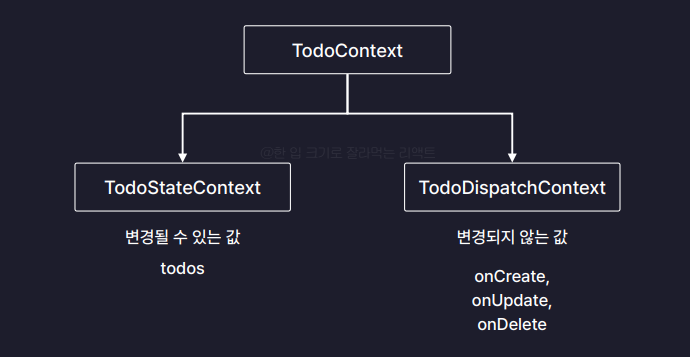 TodoContext
@한 입 크기로 잘라먹는 리액트
TodoStateContext
TodoDispatchContext
변경될 수 있는 값
todos
변경되지 않는 값
onCreate,
onUpdate,
onDelete